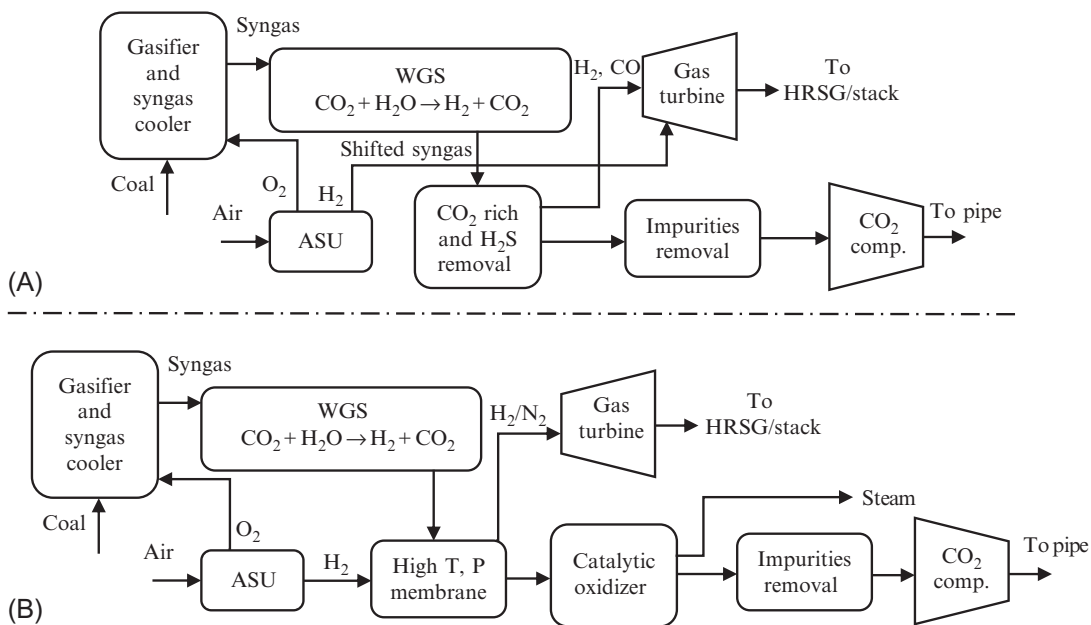 Syngas
Gasifier
and
syngas
cooler
WGS
CO₂ + H₂O → H₂ + CO₂
H₂, CO
Gas
turbine
To
HRSG/stack
Shifted syngas
Coal
O₂
H₂
Air
ASU
CO₂ rich
and H₂S
removal
Impurities
removal
CO₂
comp.
To pipe
(A)
Syngas
Gasifier
and
syngas
cooler
WGS
CO₂ + H₂O → H₂ + CO₂
H₂/N₂
Gas
turbine
To
HRSG/stack
Steam
Coal
O₂
Air
ASU
H₂
High T, P
membrane
Catalytic
oxidizer
Impurities
removal
CO₂
comp.
To pipe
(B)